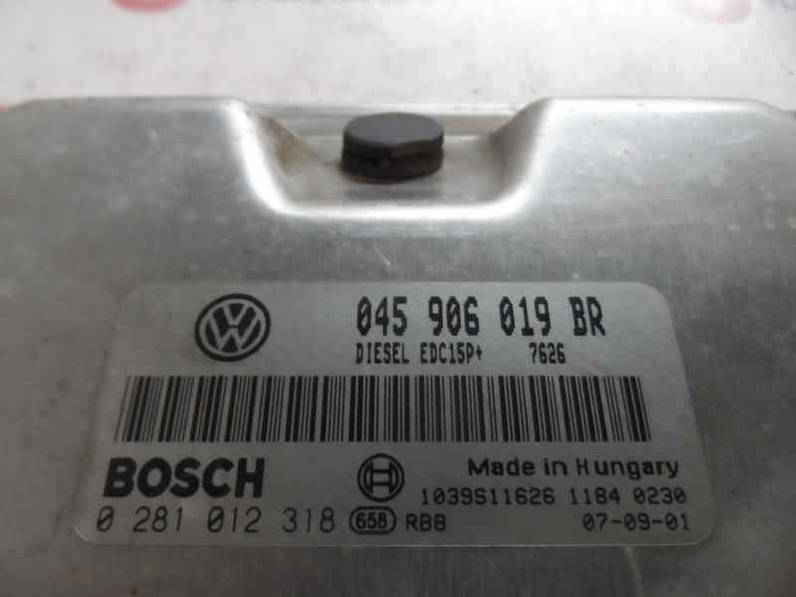 045 906 019 BR
DIESEL EDC15P+ 7626
BOSCH
Made in Hungary
1039S11626 1184 0230
0 281 012 318 658 RBB 07-09-01